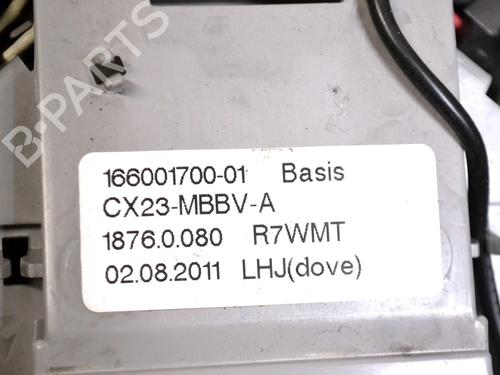 B-PARTS
166001700-01 Basis
CX23-MBBV-A
1876.0.080 R7WMT
02.08.2011 LHJ(dove)